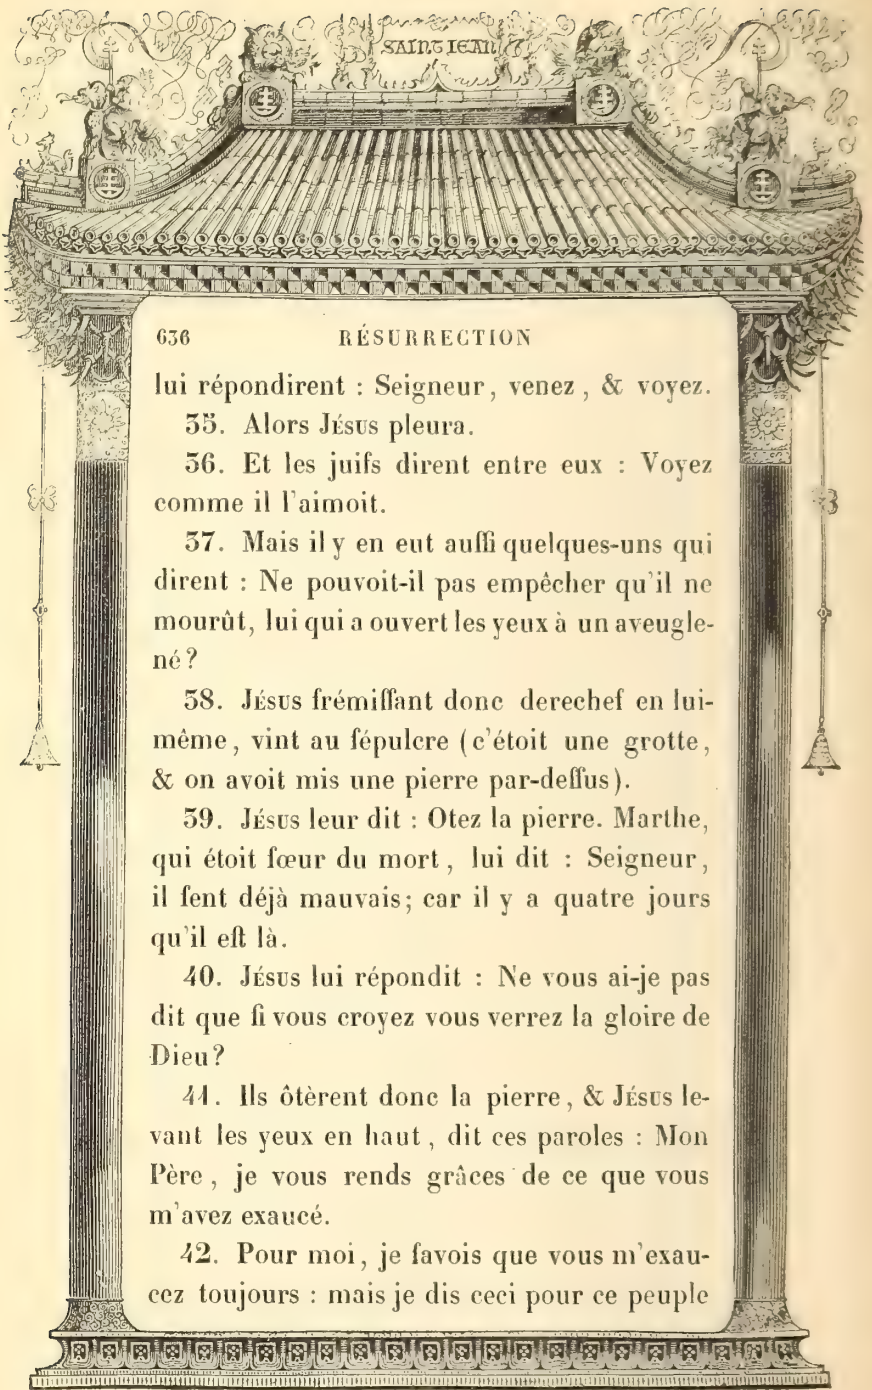 SAINT IEAN
636 RÉSURRECTION
lui répondirent : Seigneur, venez, & voyez.
35. Alors Jésus pleura.
36. Et les juifs dirent entre eux : Voyez
comme il l'aimoit.
37. Mais il y en eut auſſi quelques-uns qui
dirent : Ne pouvoit-il pas empêcher qu'il ne
mourût, lui qui a ouvert les yeux à un aveugle-
né ?
38. Jésus frémiſſant donc derechef en lui-
même, vint au ſépulcre (c'étoit une grotte,
& on avoit mis une pierre par-deſſus).
39. Jésus leur dit : Otez la pierre. Marthe,
qui étoit ſœur du mort, lui dit : Seigneur,
il ſent déjà mauvais; car il y a quatre jours
qu'il eſt là.
40. Jésus lui répondit : Ne vous ai-je pas
dit que ſi vous croyez vous verrez la gloire de
Dieu?
41. Ils ôtèrent donc la pierre, & Jésus le-
vant les yeux en haut, dit ces paroles : Mon
Père, je vous rends grâces de ce que vous
m'avez exaucé.
42. Pour moi, je ſavois que vous m'exau-
cez toujours : mais je dis ceci pour ce peuple